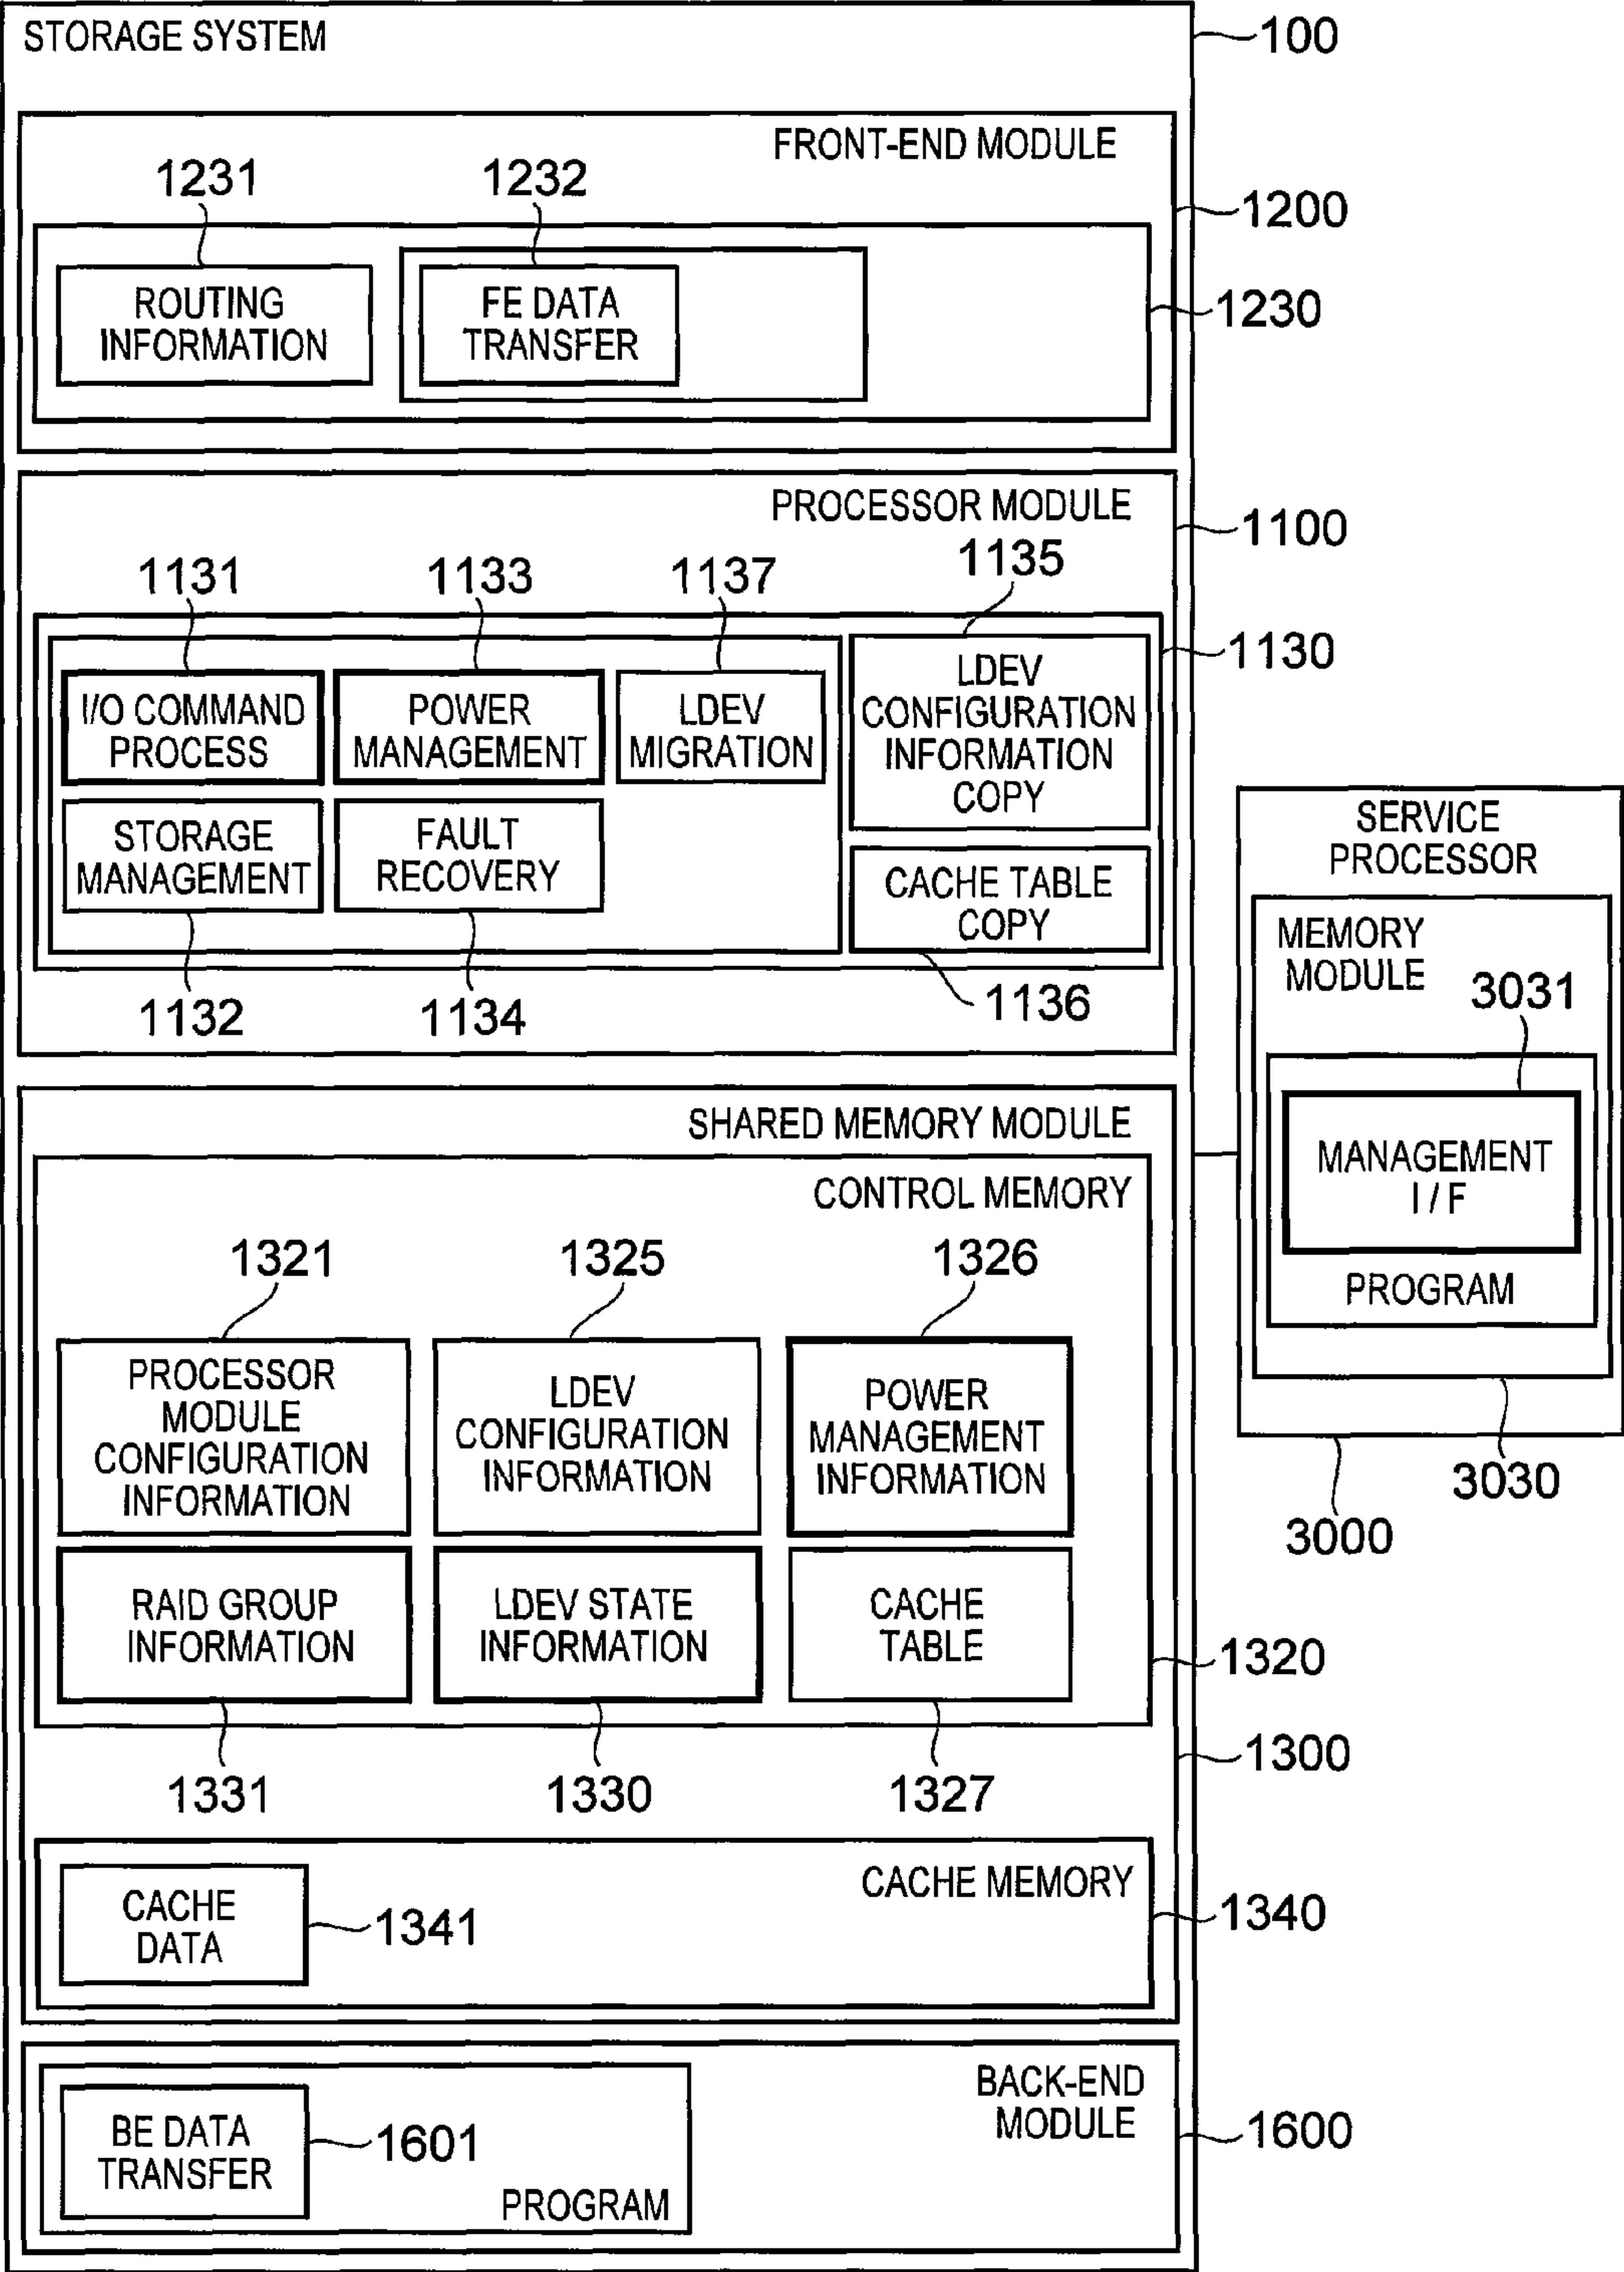 STORAGE SYSTEM
100
FRONT-END MODULE
1231
1232
1200
ROUTING
INFORMATION
FE DATA
TRANSFER
1230
PROCESSOR MODULE
1100
1131
1133
1137
1135
1130
I/O COMMAND
PROCESS
POWER
MANAGEMENT
LDEV
MIGRATION
LDEV
CONFIGURATION
INFORMATION
COPY
STORAGE
MANAGEMENT
FAULT
RECOVERY
CACHE TABLE
COPY
1132
1134
1136
SERVICE
PROCESSOR
MEMORY
MODULE
3031
MANAGEMENT
I / F
PROGRAM
3030
3000
SHARED MEMORY MODULE
CONTROL MEMORY
1321
1325
1326
PROCESSOR
MODULE
CONFIGURATION
INFORMATION
LDEV
CONFIGURATION
INFORMATION
POWER
MANAGEMENT
INFORMATION
RAID GROUP
INFORMATION
LDEV STATE
INFORMATION
CACHE
TABLE
1320
1300
1331
1330
1327
CACHE MEMORY
CACHE
DATA
1341
1340
BACK-END
MODULE
BE DATA
TRANSFER
1601
PROGRAM
1600